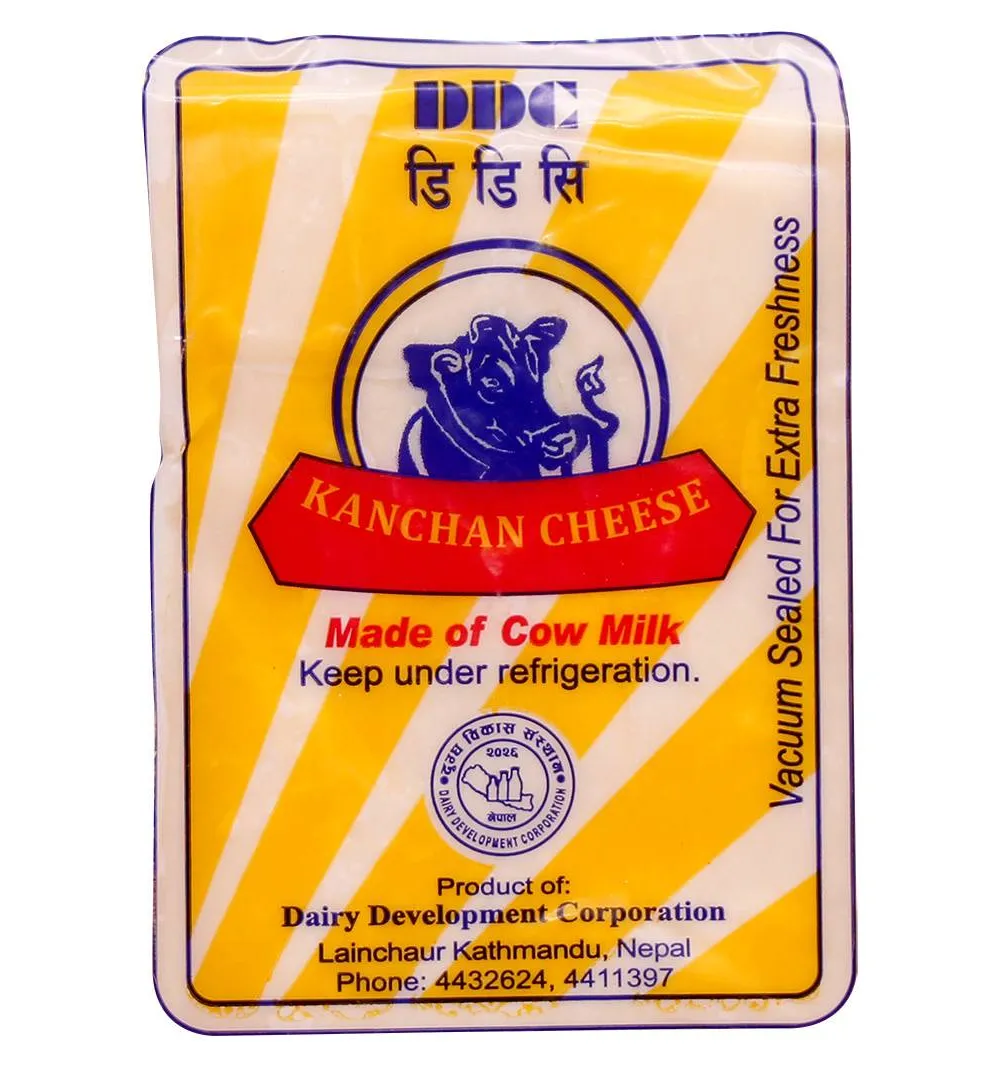 DDC
डि डि सि
KANCHAN CHEESE
Made of Cow Milk
Keep under refrigeration.
दुग्ध विकास संस्थान
२०२६
नेपाल
DAIRY DEVELOPMENT CORPORATION
Product of:
Dairy Development Corporation
Lainchaur Kathmandu, Nepal
Phone: 4432624, 4411397
Vacuum Sealed For Extra Freshness